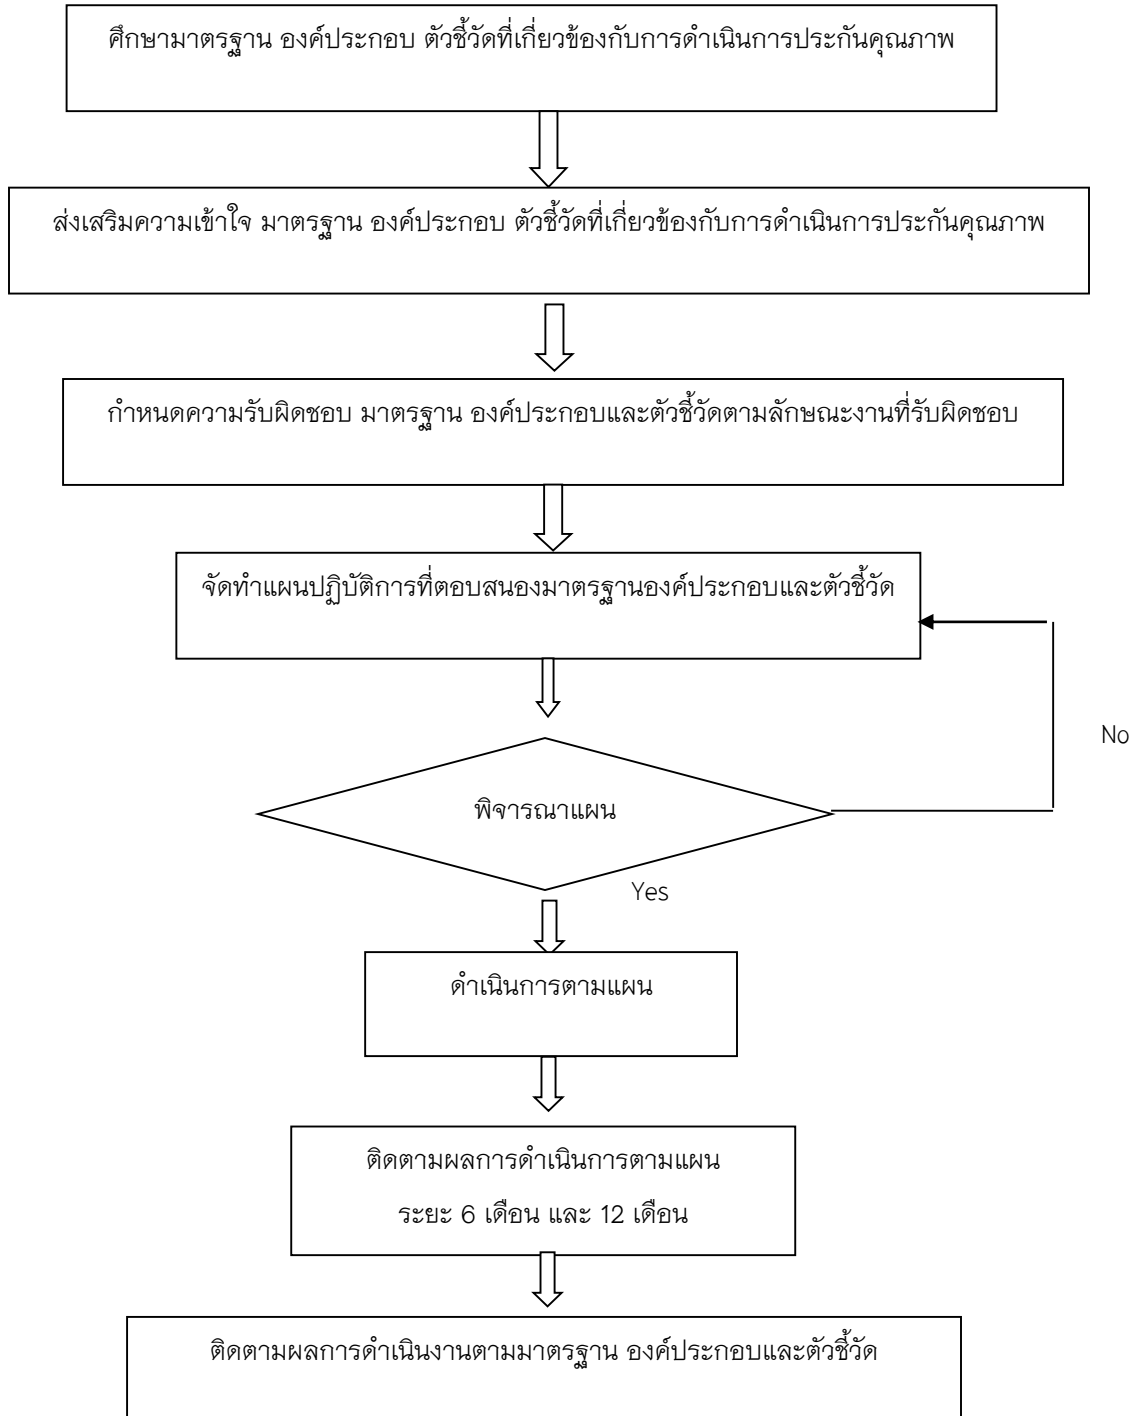 ศึกษามาตรฐาน องค์ประกอบ ตัวชี้วัดที่เกี่ยวข้องกับการดำเนินการประกันคุณภาพ
ส่งเสริมความเข้าใจ มาตรฐาน องค์ประกอบ ตัวชี้วัดที่เกี่ยวข้องกับการดำเนินการประกันคุณภาพ
กำหนดความรับผิดชอบ มาตรฐาน องค์ประกอบและตัวชี้วัดตามลักษณะงานที่รับผิดชอบ
จัดทำแผนปฏิบัติการที่ตอบสนองมาตรฐานองค์ประกอบและตัวชี้วัด
No
พิจารณาแผน
Yes
ดำเนินการตามแผน
ติดตามผลการดำเนินการตามแผน
ระยะ 6 เดือน และ 12 เดือน
ติดตามผลการดำเนินงานตามมาตรฐาน องค์ประกอบและตัวชี้วัด